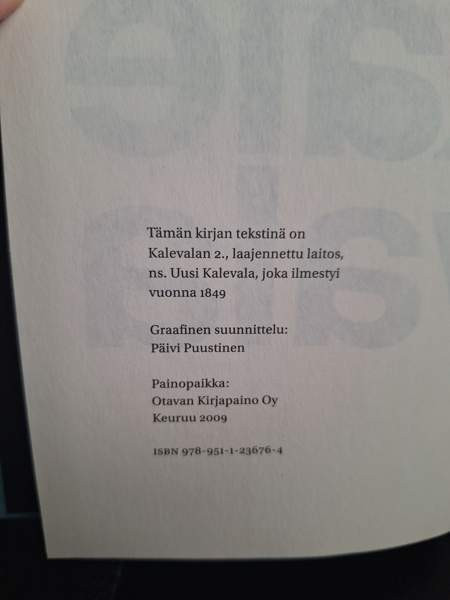 Tämän kirjan tekstinä on
Kalevalan 2., laajennettu laitos,
ns. Uusi Kalevala, joka ilmestyi
vuonna 1849
Graafinen suunnittelu:
Päivi Puustinen
Painopaikka:
Otavan Kirjapaino Oy
Keuruu 2009
ISBN 978-951-1-23676-4